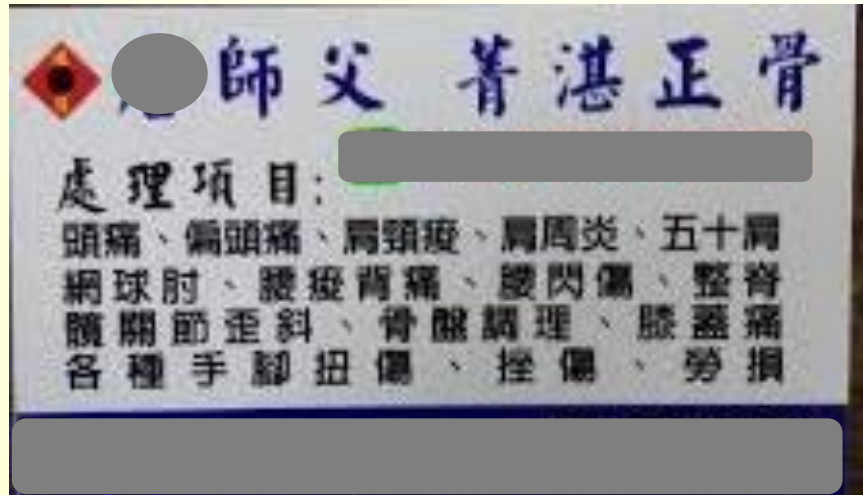 師父 菁湛正骨
處理項目:
頭痛、偏頭痛、肩頸痠、肩周炎、五十肩
網球肘、腰痠背痛、腰閃傷、整脊
髖關節歪斜、骨盤調理、膝蓋痛
各種手腳扭傷、挫傷、勞損